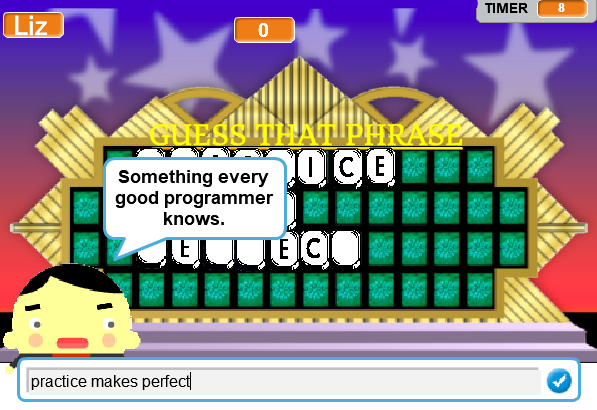 Liz
0
TIMER 8
GUESS THAT PHRASE
I C E
Something every
good programmer
knows.
E E C
practice makes perfect